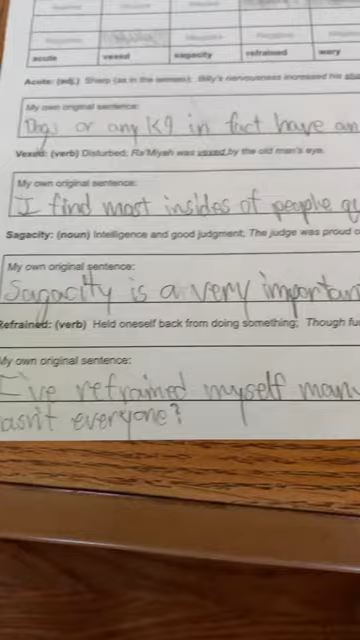 acute vexed sagacity refrained wary
Acute: (adj.) Sharp (as in the senses); Billy's nervousness increased his
My own original sentence:
Dogs or any K9 in fact have an
Vexed: (verb) Disturbed; Ra'Miyah was vexed by the old man's eye.
My own original sentence:
I find most insides of people
Sagacity: (noun) Intelligence and good judgment; The judge was proud o
My own original sentence:
Sagacity is a very importan
Refrained: (verb) Held oneself back from doing something; Though fu
My own original sentence:
I've refrained myself many
asn't everyone?